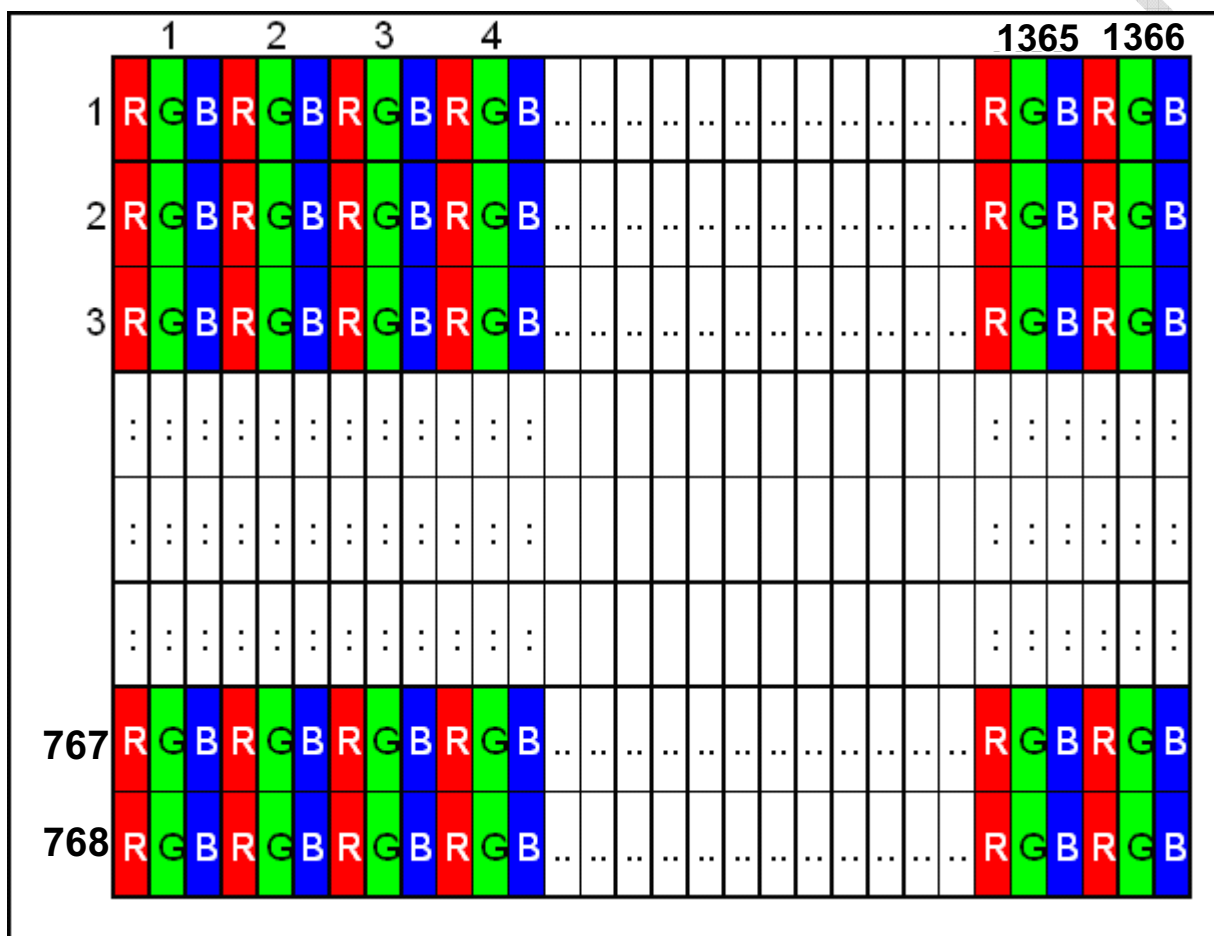 1 2 3 4 1365 1366
1 R G B R G B R G B R G B .. .. .. .. .. .. .. .. .. .. .. .. R G B R G B
2 R G B R G B R G B R G B .. .. .. .. .. .. .. .. .. .. .. .. R G B R G B
3 R G B R G B R G B R G B .. .. .. .. .. .. .. .. .. .. .. .. R G B R G B
: : : : : : : : : : : : : : : : : :
: : : : : : : : : : : : : : : : : :
: : : : : : : : : : : : : : : : : :
767 R G B R G B R G B R G B .. .. .. .. .. .. .. .. .. .. .. .. R G B R G B
768 R G B R G B R G B R G B .. .. .. .. .. .. .. .. .. .. .. .. R G B R G B